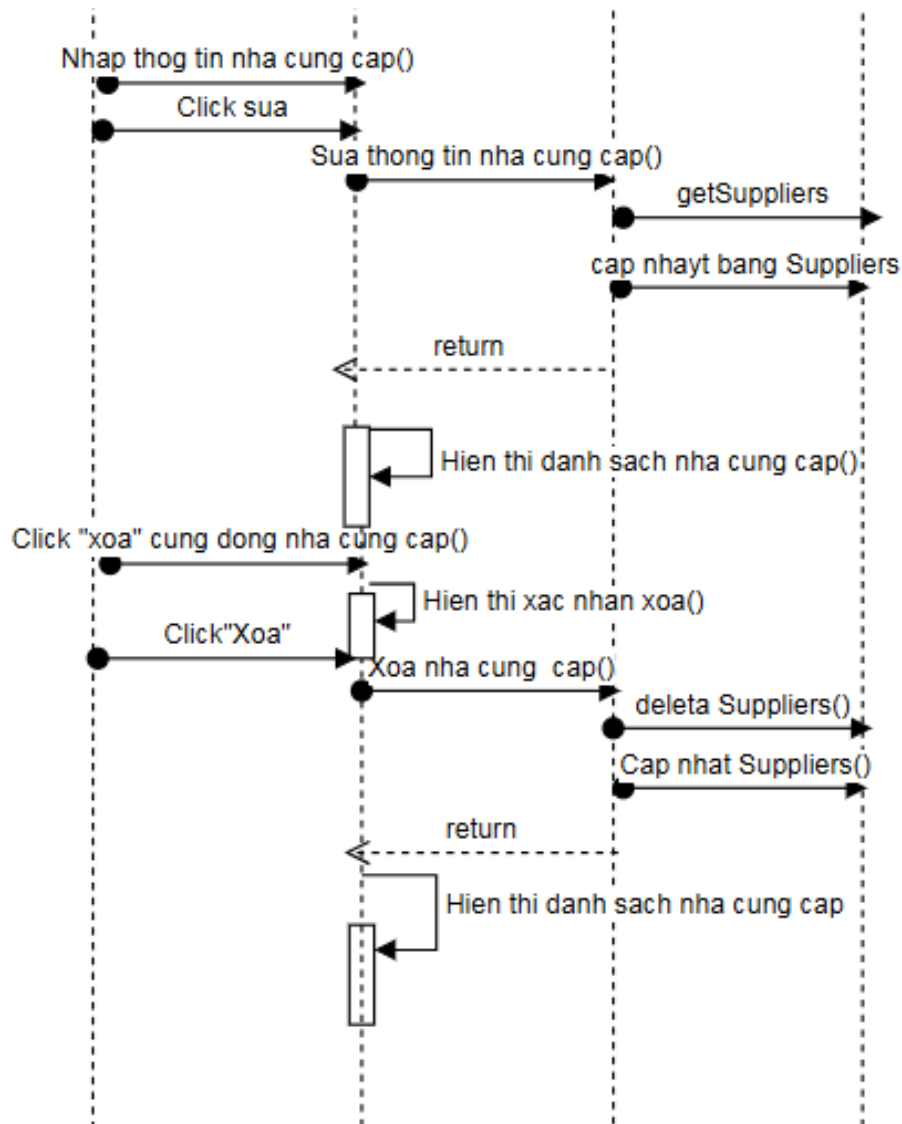 Nhap thog tin nha cung cap()
Click sua
Sua thong tin nha cung cap()
getSuppliers
cap nhayt bang Suppliers
return
Hien thi danh sach nha cung cap()
Click "xoa" cung dong nha cung cap()
Hien thi xac nhan xoa()
Click"Xoa"
Xoa nha cung cap()
deleta Suppliers()
Cap nhat Suppliers()
return
Hien thi danh sach nha cung cap